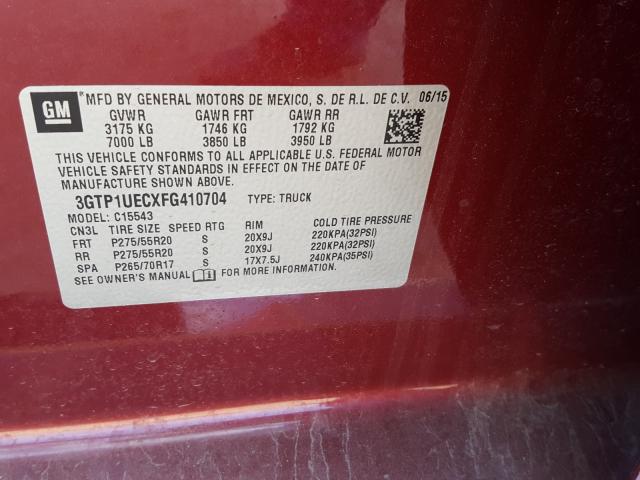 GM MFD BY GENERAL MOTORS DE MEXICO, S. DE R.L. DE C.V. 06/15
GVWR GAWR FRT GAWR RR
3175 KG 1746 KG 1792 KG
7000 LB 3850 LB 3950 LB
THIS VEHICLE CONFORMS TO ALL APPLICABLE U.S. FEDERAL MOTOR
VEHICLE SAFETY STANDARDS IN EFFECT ON THE DATE OF
MANUFACTURE SHOWN ABOVE.
3GTP1UECXFG410704 TYPE: TRUCK
MODEL: C15543
CN3L TIRE SIZE SPEED RTG RIM COLD TIRE PRESSURE
FRT P275/55R20 S 20X9J 220KPA(32PSI)
RR P275/55R20 S 20X9J 220KPA(32PSI)
SPA P265/70R17 S 17X7.5J 240KPA(35PSI)
SEE OWNER'S MANUAL FOR MORE INFORMATION.